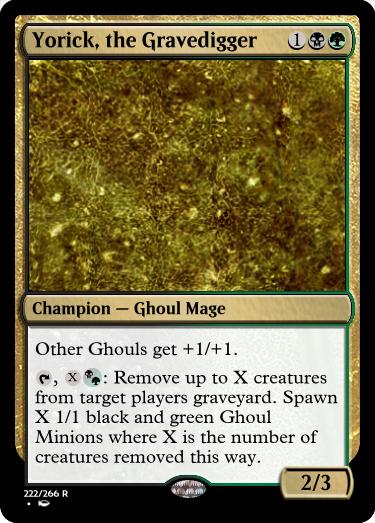 Yorick, the Gravedigger 1
Champion — Ghoul Mage
Other Ghouls get +1/+1.
, X : Remove up to X creatures
from target players graveyard. Spawn
X 1/1 black and green Ghoul
Minions where X is the number of
creatures removed this way.
2/3
222/266 R